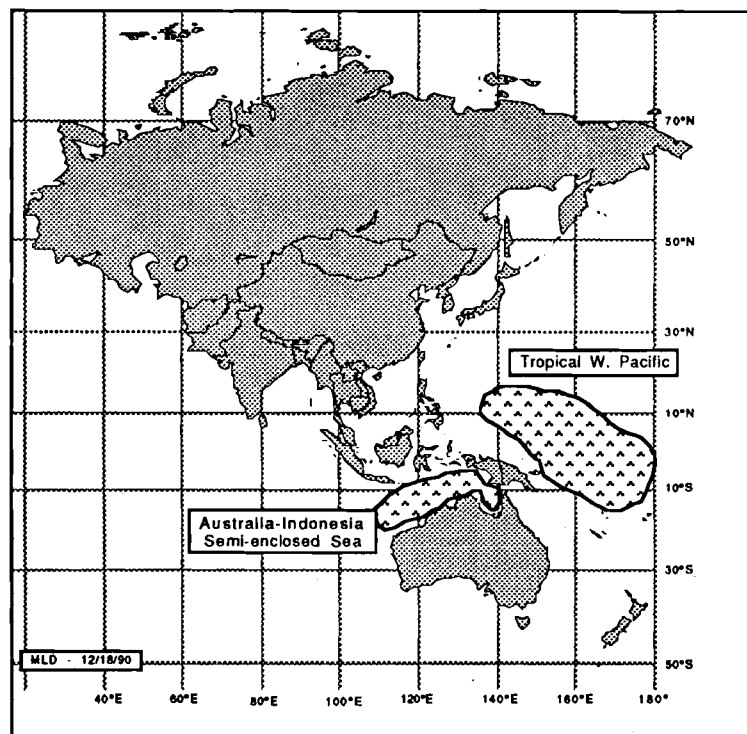 70°N
50°N
30°N
Tropical W. Pacific
10°N
10°S
Australia-Indonesia
Semi-enclosed Sea
30°S
MLD - 12/18/90
50°S
40°E 60°E 80°E 100°E 120°E 140°E 160°E 180°